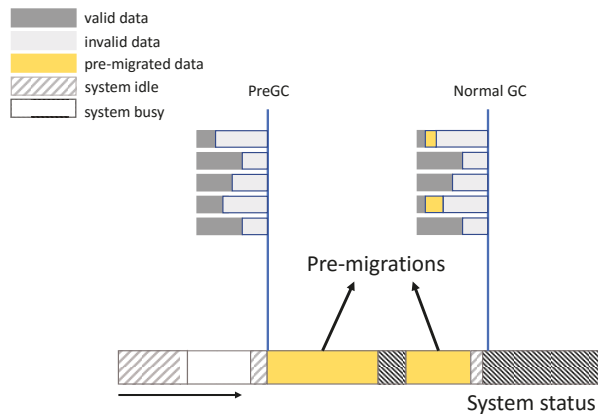 valid data
invalid data
pre-migrated data
system idle
system busy
PreGC
Normal GC
Pre-migrations
System status